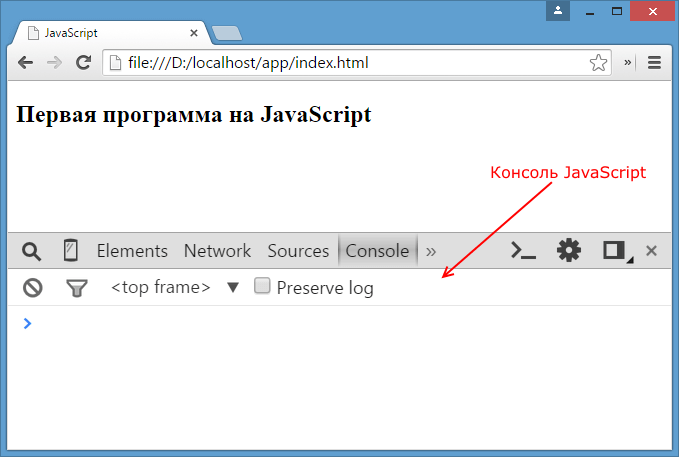 JavaScript
file:///D:/localhost/app/index.html
Первая программа на JavaScript
Консоль JavaScript
Elements Network Sources Console »
<top frame> ▼ Preserve log